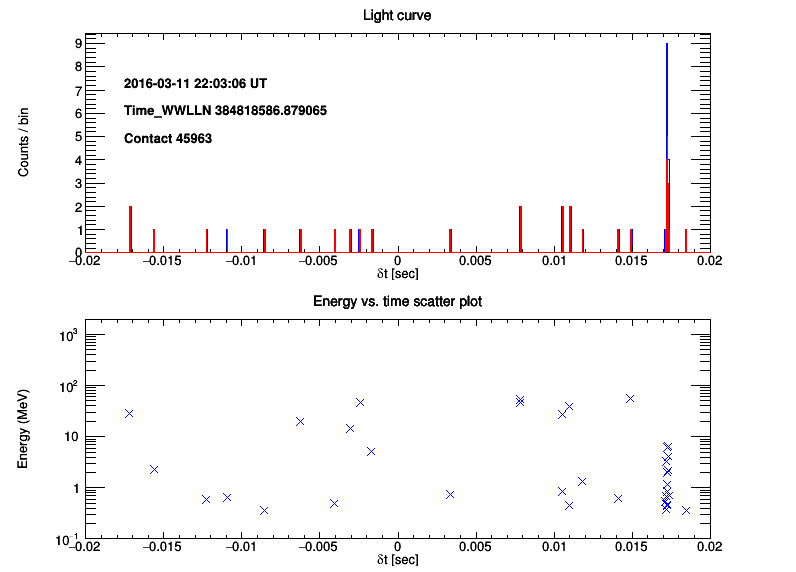 Light curve
Counts / bin
9
8
7
6
5
4
3
2
1
0
2016-03-11 22:03:06 UT
Time_WWLLN 384818586.879065
Contact 45963
−0.02 −0.015 −0.01 −0.005 0 0.005 0.01 0.015 0.02
δt [sec]
Energy vs. time scatter plot
Energy (MeV)
10³
10²
10
1
10⁻¹
−0.02 −0.015 −0.01 −0.005 0 0.005 0.01 0.015 0.02
δt [sec]